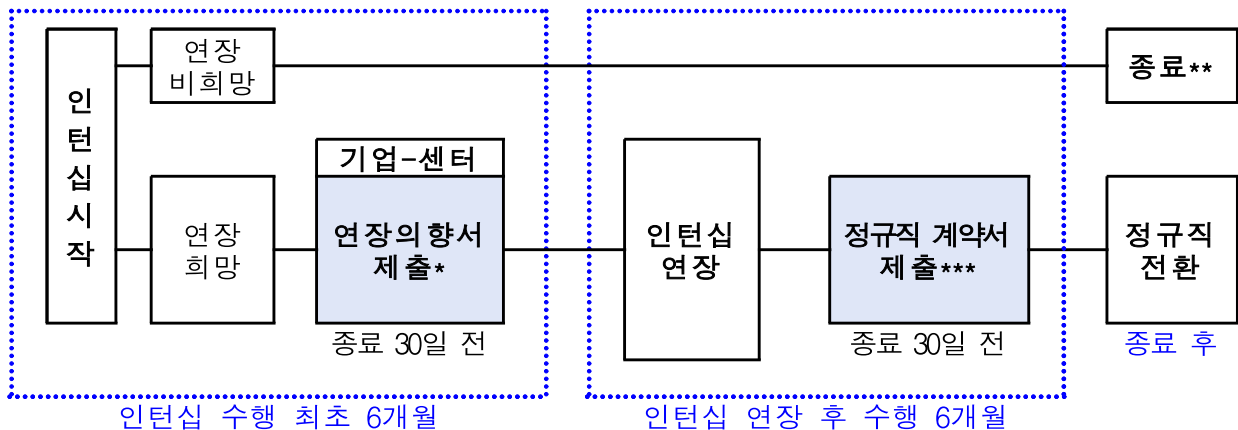 인턴십시작
연장
비희망
종료**
기업-센터
연장
희망
연장의향서
제출*
인턴십
연장
정규직 계약서
제출***
정규직
전환
종료 30일 전
종료 30일 전
종료 후
인턴십 수행 최초 6개월
인턴십 연장 후 수행 6개월